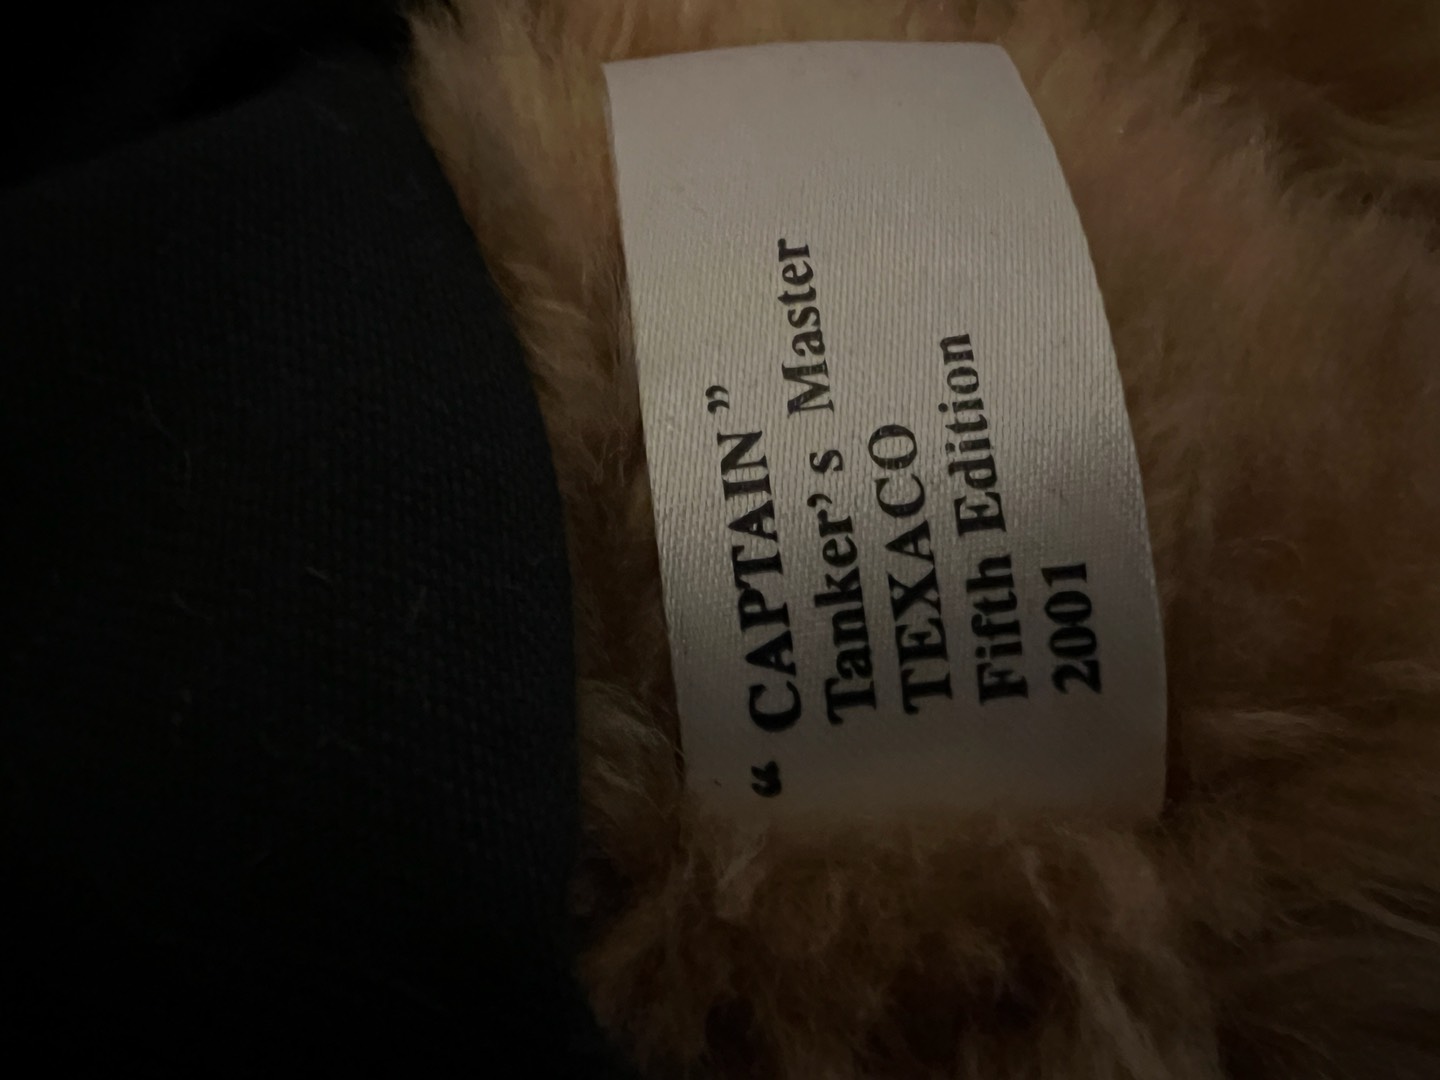 “ CAPTAIN ”
Tanker’ s Master
TEXACO
Fifth Edition
2001